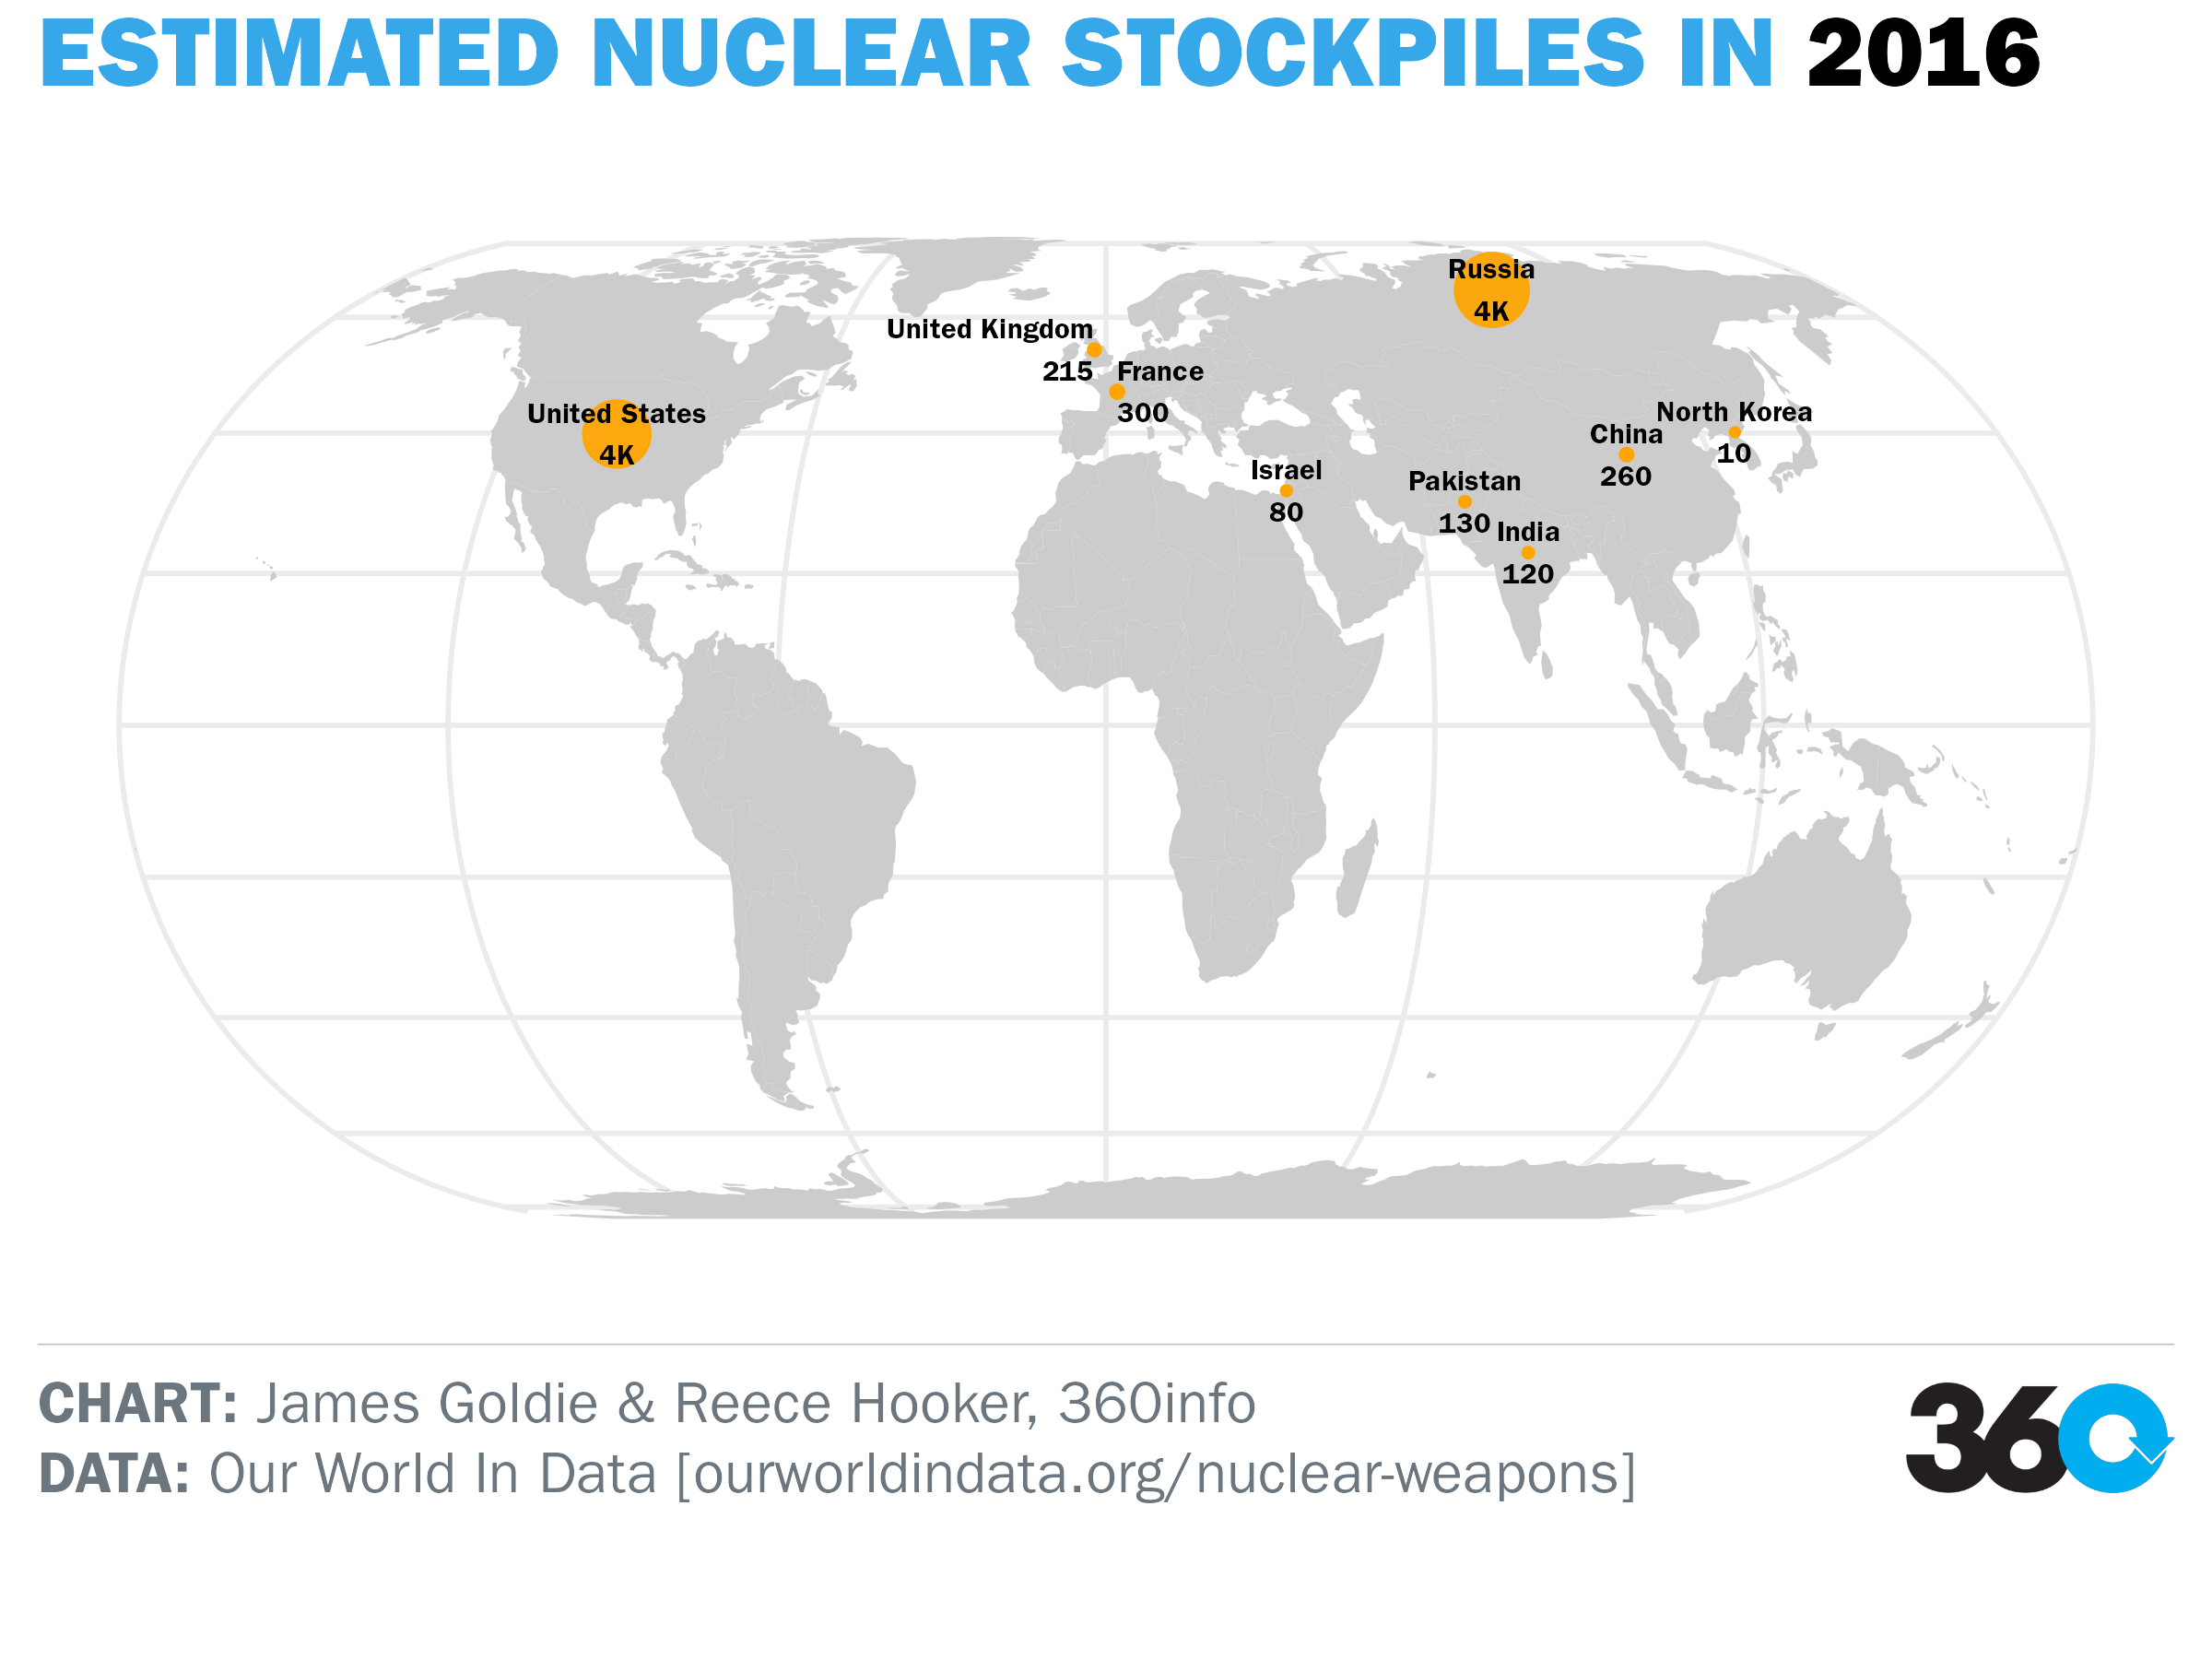 ESTIMATED NUCLEAR STOCKPILES IN 2016
Russia
4K
United Kingdom
215
France
300
United States
4K
North Korea
10
China
260
Israel
80
Pakistan
130
India
120
CHART: James Goldie & Reece Hooker, 360info
DATA: Our World In Data [ourworldindata.org/nuclear-weapons]
360